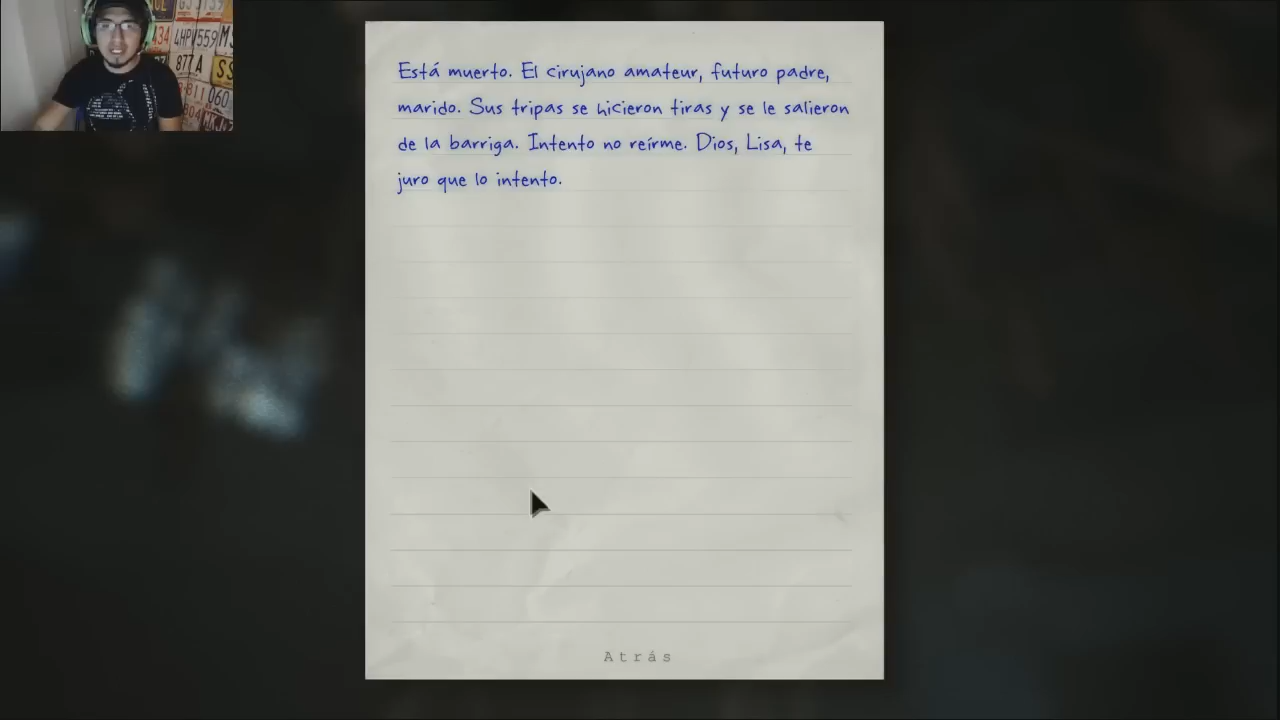 Está muerto. El cirujano amateur, futuro padre,
marido. Sus tripas se hicieron tiras y se le salieron
de la barriga. Intento no reírme. Dios, Lisa, te
juro que lo intento.
Atrás